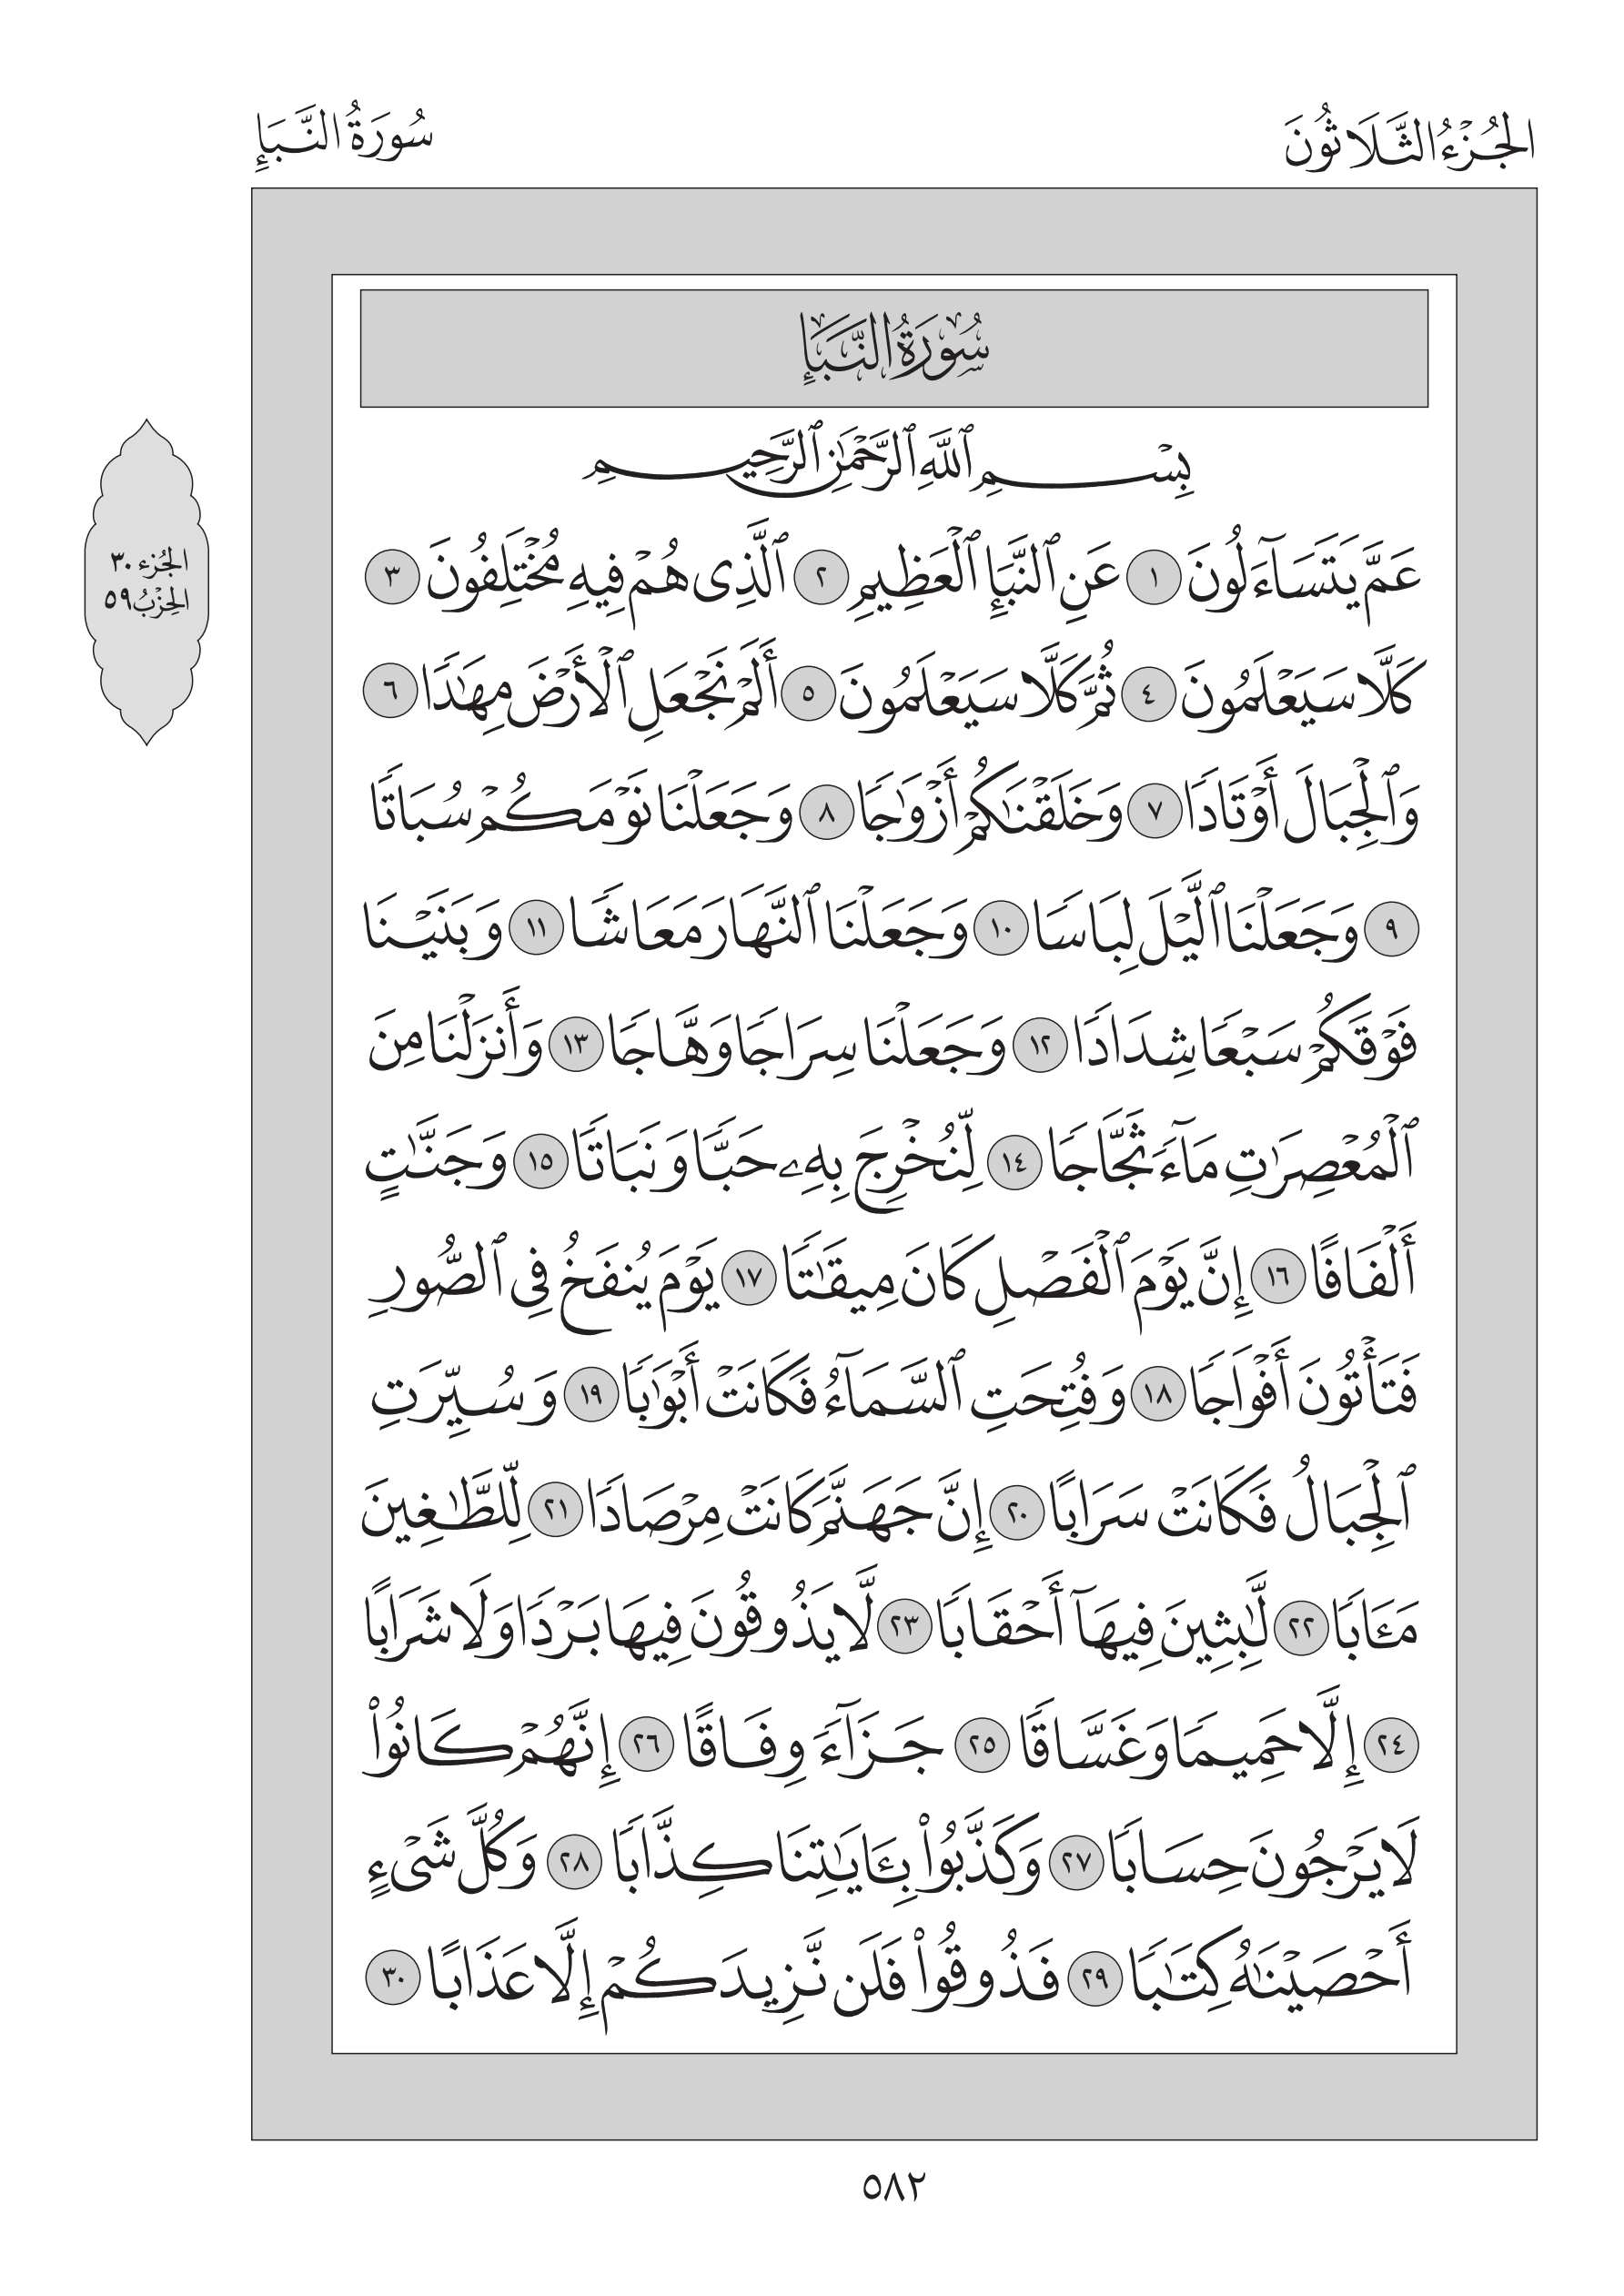 الجُزْءُ الثَّلَاثُونَ
سُورَةُ النَّبَإِ
سُورَةُ النَّبَإِ
بِسْمِ ٱللَّهِ ٱلرَّحْمَٰنِ ٱلرَّحِيمِ
عَمَّ يَتَسَآءَلُونَ ١ عَنِ ٱلنَّبَإِ ٱلْعَظِيمِ ٢ ٱلَّذِى هُمْ فِيهِ مُخْتَلِفُونَ ٣
كَلَّا سَيَعْلَمُونَ ٤ ثُمَّ كَلَّا سَيَعْلَمُونَ ٥ أَلَمْ نَجْعَلِ ٱلْأَرْضَ مِهَٰدًا ٦
وَٱلْجِبَالَ أَوْتَادًا ٧ وَخَلَقْنَٰكُمْ أَزْوَٰجًا ٨ وَجَعَلْنَا نَوْمَكُمْ سُبَاتًا
٩ وَجَعَلْنَا ٱلَّيْلَ لِبَاسًا ١٠ وَجَعَلْنَا ٱلنَّهَارَ مَعَاشًا ١١ وَبَنَيْنَا
فَوْقَكُمْ سَبْعًا شِدَادًا ١٢ وَجَعَلْنَا سِرَاجًا وَهَّاجًا ١٣ وَأَنزَلْنَا مِنَ
ٱلْمُعْصِرَٰتِ مَآءً ثَجَّاجًا ١٤ لِّنُخْرِجَ بِهِۦ حَبًّا وَنَبَاتًا ١٥ وَجَنَّٰتٍ
أَلْفَافًا ١٦ إِنَّ يَوْمَ ٱلْفَصْلِ كَانَ مِيقَٰتًا ١٧ يَوْمَ يُنفَخُ فِى ٱلصُّورِ
فَتَأْتُونَ أَفْوَاجًا ١٨ وَفُتِحَتِ ٱلسَّمَآءُ فَكَانَتْ أَبْوَٰبًا ١٩ وَسُيِّرَتِ
ٱلْجِبَالُ فَكَانَتْ سَرَابًا ٢٠ إِنَّ جَهَنَّمَ كَانَتْ مِرْصَادًا ٢١ لِّلطَّٰغِينَ
مَـَٔابًا ٢٢ لَّٰبِثِينَ فِيهَآ أَحْقَابًا ٢٣ لَّا يَذُوقُونَ فِيهَا بَرْدًا وَلَا شَرَابًا
٢٤ إِلَّا حَمِيمًا وَغَسَّاقًا ٢٥ جَزَآءً وِفَاقًا ٢٦ إِنَّهُمْ كَانُوا۟
لَا يَرْجُونَ حِسَابًا ٢٧ وَكَذَّبُوا۟ بِـَٔايَٰتِنَا كِذَّابًا ٢٨ وَكُلَّ شَىْءٍ
أَحْصَيْنَٰهُ كِتَٰبًا ٢٩ فَذُوقُوا۟ فَلَن نَّزِيدَكُمْ إِلَّا عَذَابًا ٣٠
الجُزء ٣٠
الحِزْبُ ٥٩
٥٨٢